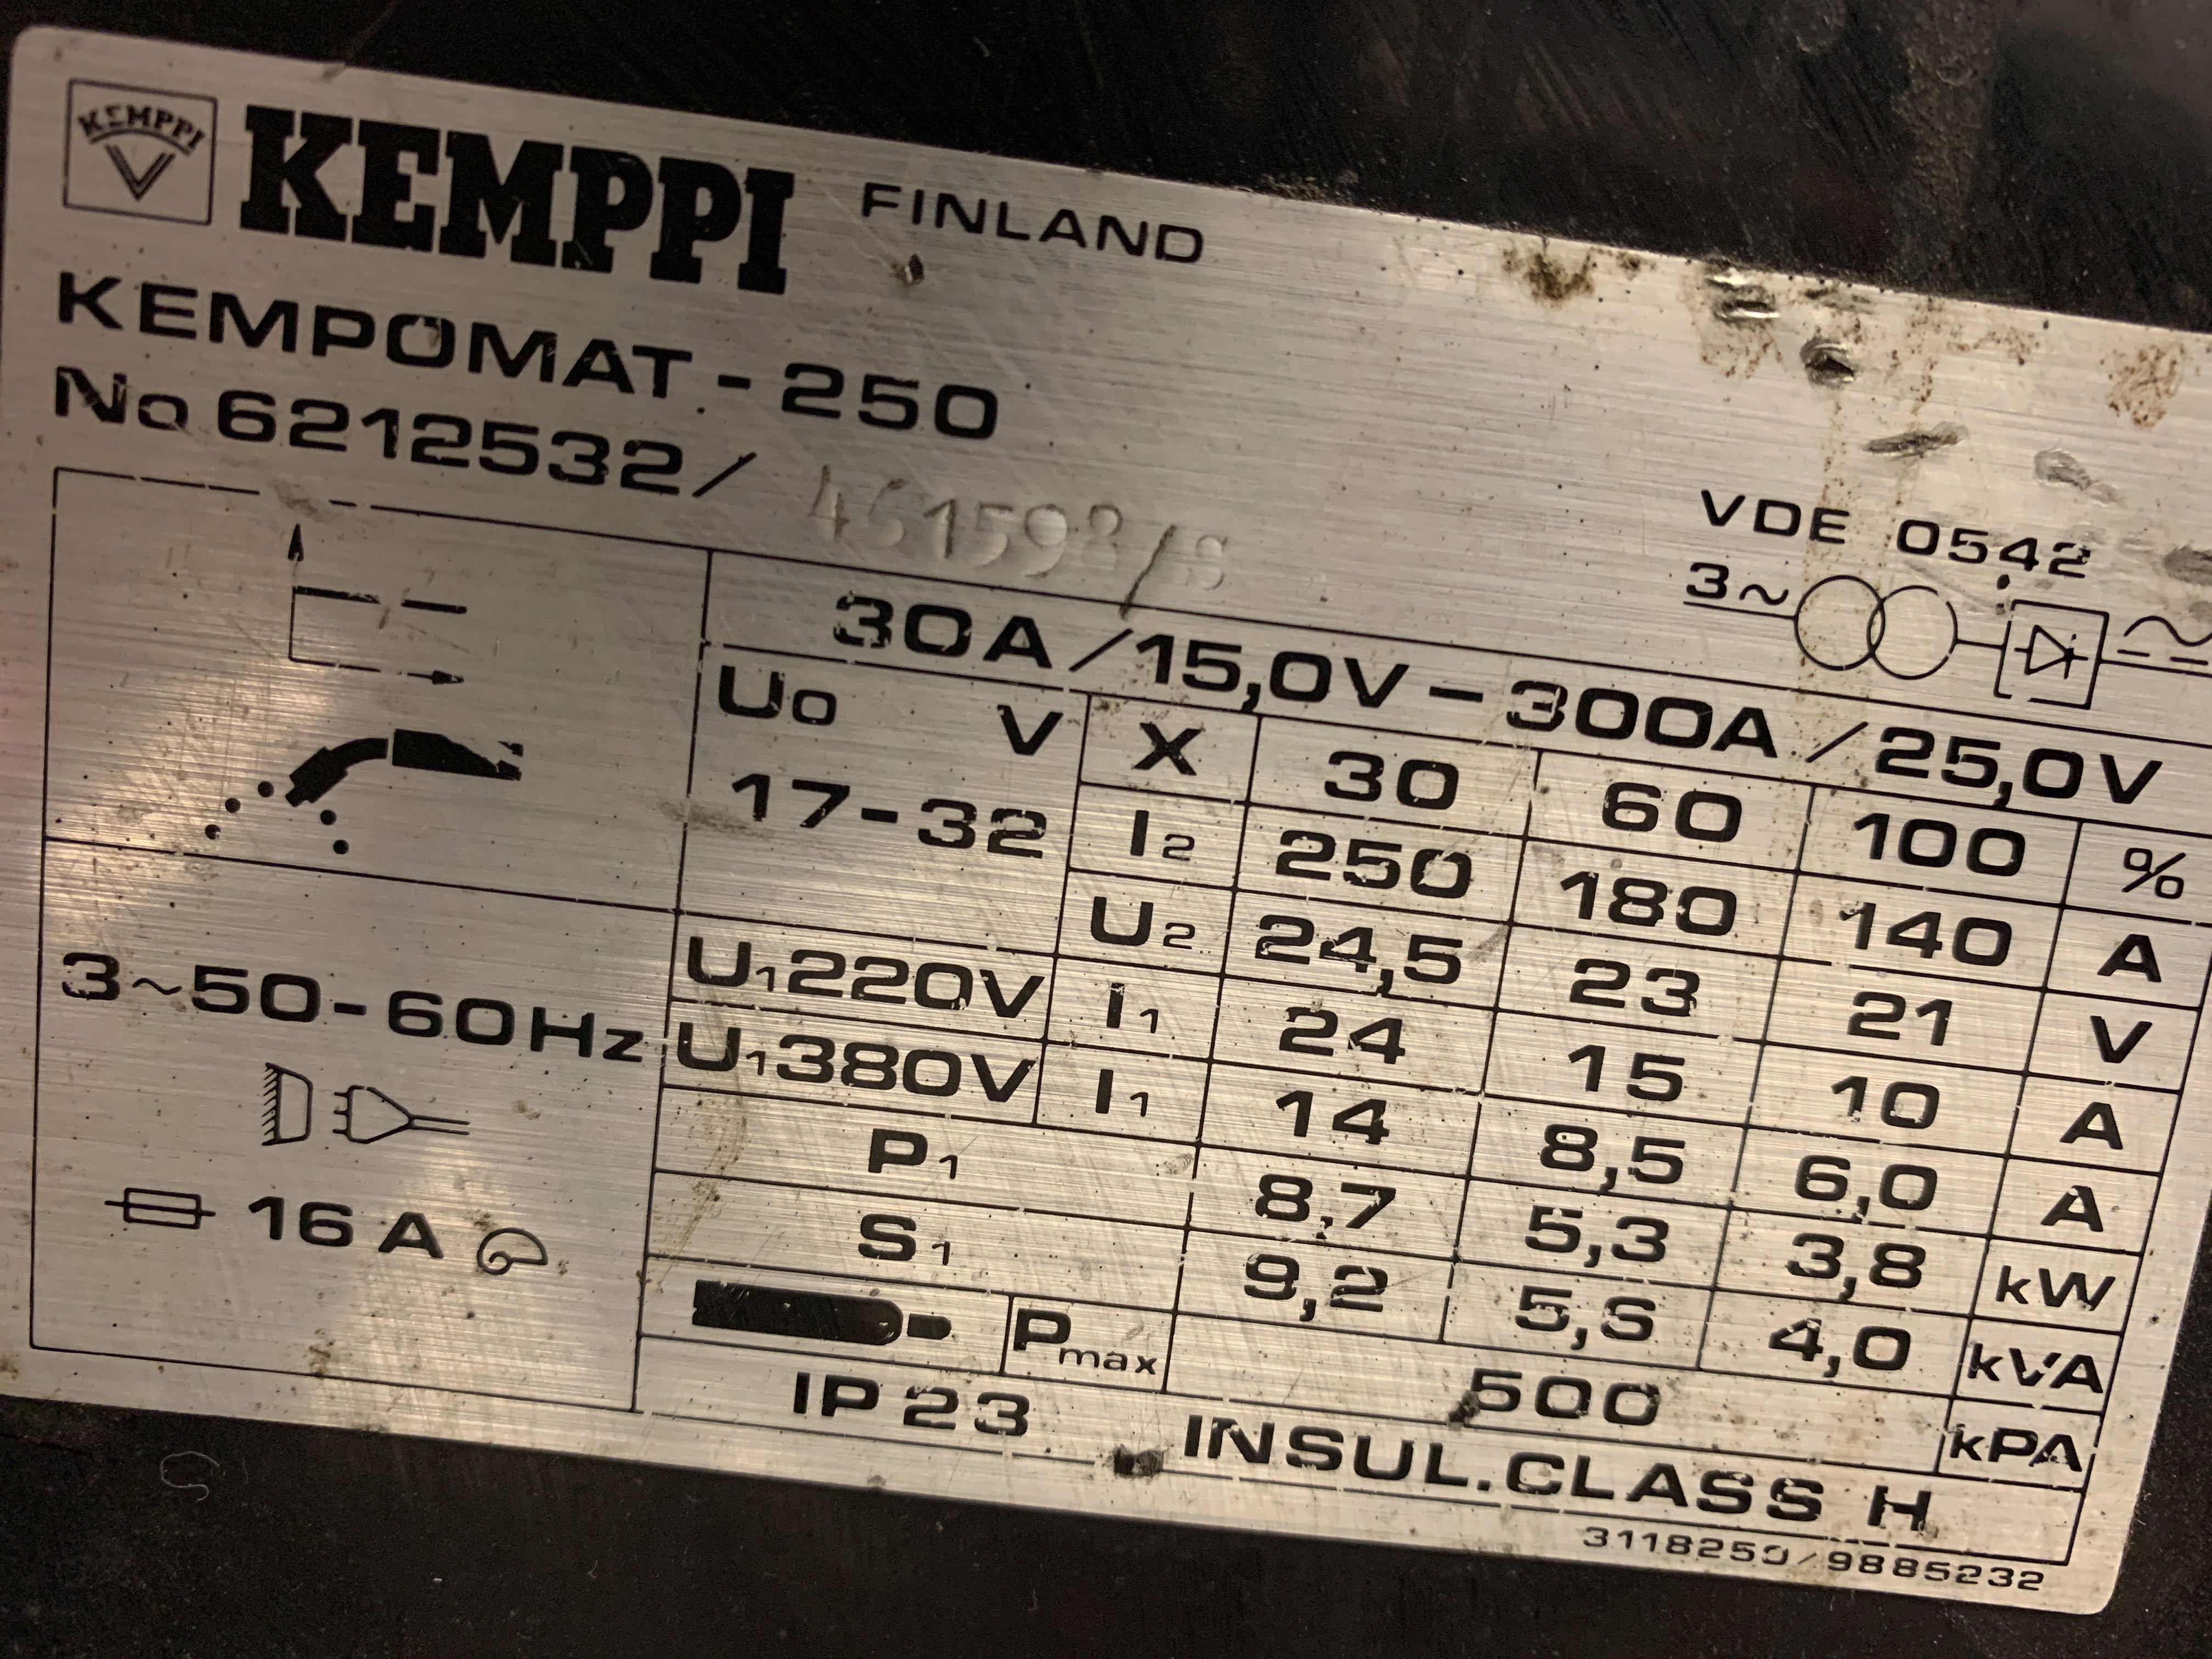 KEMPPI KEMPPI FINLAND
KEMPOMAT - 250
No 6212532/
VDE 0542
3~
30A/15,0V - 300A/25,0V
U0 V X 30 60 100 %
17-32 I2 250 180 140 A
U2 24,5 23 21 V
3~50-60Hz U1 220V I1 24 15 10 A
U1 380V I1 14 8,5 6,0 A
P1 8,7 5,3 3,8 kW
16 A S1 9,2 5,6 4,0 kVA
Pmax 500 kPA
IP 23 INSUL.CLASS H
3118250/9885232